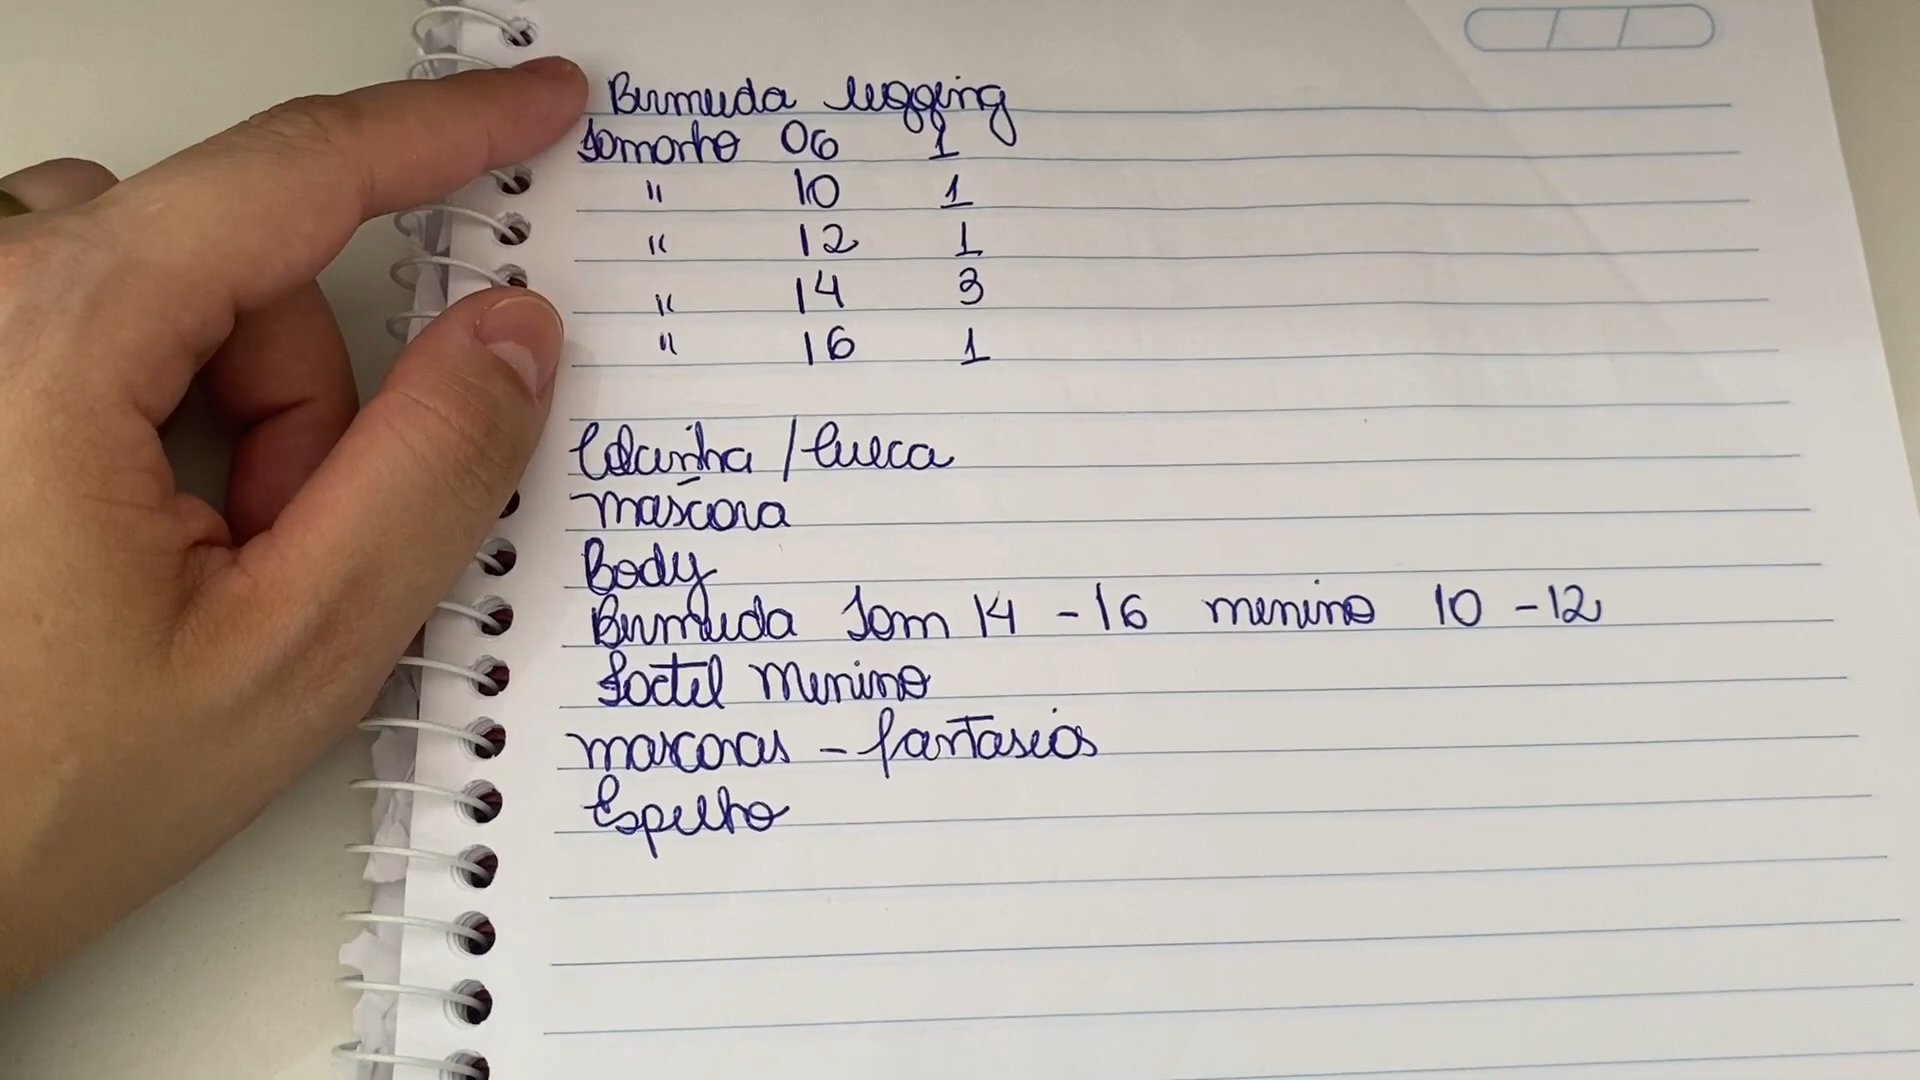 Bermuda legging
Tamanho 06 1
" 10 1
" 12 1
" 14 3
" 16 1
Calcinha / Cueca
Mascara
Body
Bermuda Tam 14 - 16 menino 10 - 12
menino
mascaras - fantasias
Espelho